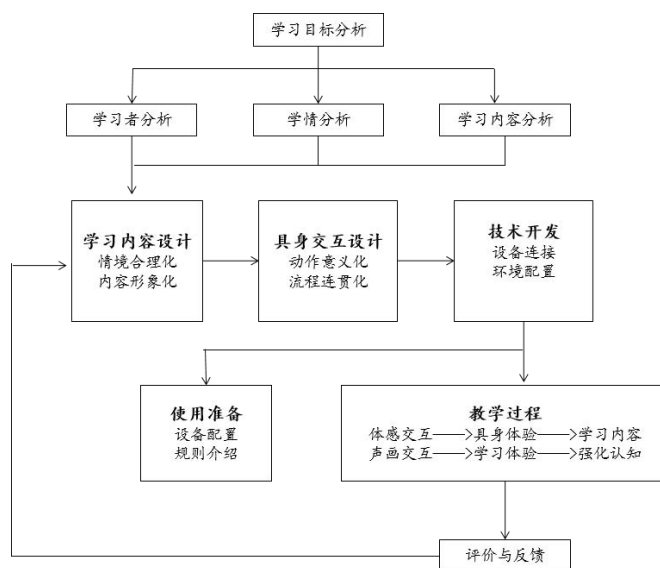 学习目标分析
学习者分析
学情分析
学习内容分析
学习内容设计
情境合理化
内容形象化
具身交互设计
动作意义化
流程连贯化
技术开发
设备连接
环境配置
使用准备
设备配置
规则介绍
教学过程
体感交互——>具身体验——>学习内容
声画交互——>学习体验——>强化认知
评价与反馈